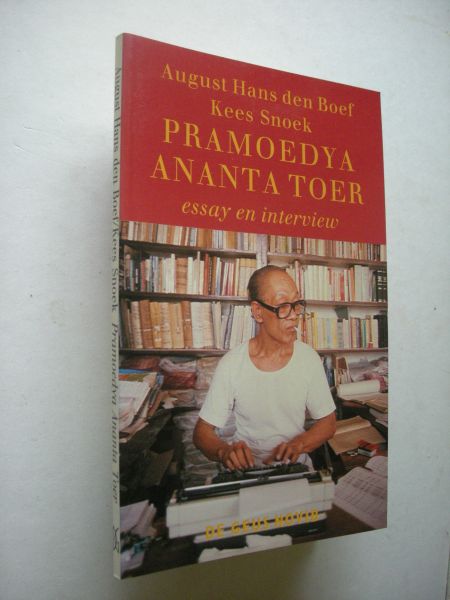 August Hans den Boef
Kees Snoek
PRAMOEDYA
ANANTA TOER
essay en interview
DE GEUS NOVIB
August Hans den Boef/Kees Snoek Pramoedya Ananta Toer